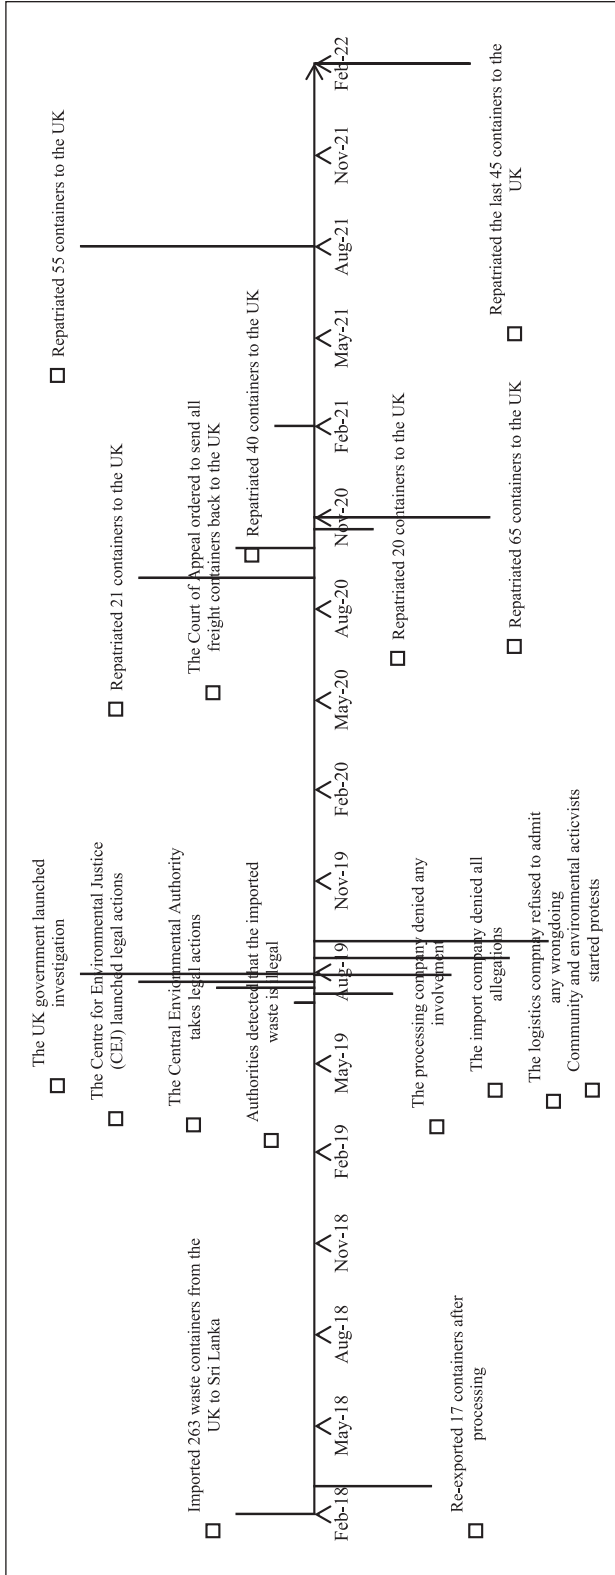 The UK government launched
investigation
The Centre for Environmental Justice
(CEJ) launched legal actions
The Central Enviornmental Authority
takes legal actions
Authorities detected that the imported
waste is illegal
Imported 263 waste containers from the
UK to Sri Lanka
Repatriated 21 containers to the UK
The Court of Appeal ordered to send all
freight containers back to the UK
Repatriated 40 containers to the UK
Repatriated 55 containers to the UK
Feb-18
May-18
Aug-18
Nov-18
Feb-19
May-19
Aug-19
Nov-19
Feb-20
May-20
Aug-20
Nov-20
Feb-21
May-21
Aug-21
Nov-21
Feb-22
Re-exported 17 containers after
processing
The processing company denied any
involvement
The import company denied all
allegations
The logistics company refused to admit
any wrongdoing
Community and environmental acticvists
started protests
Repatriated 20 containers to the UK
Repatriated 65 containers to the UK
Repatriated the last 45 containers to the
UK